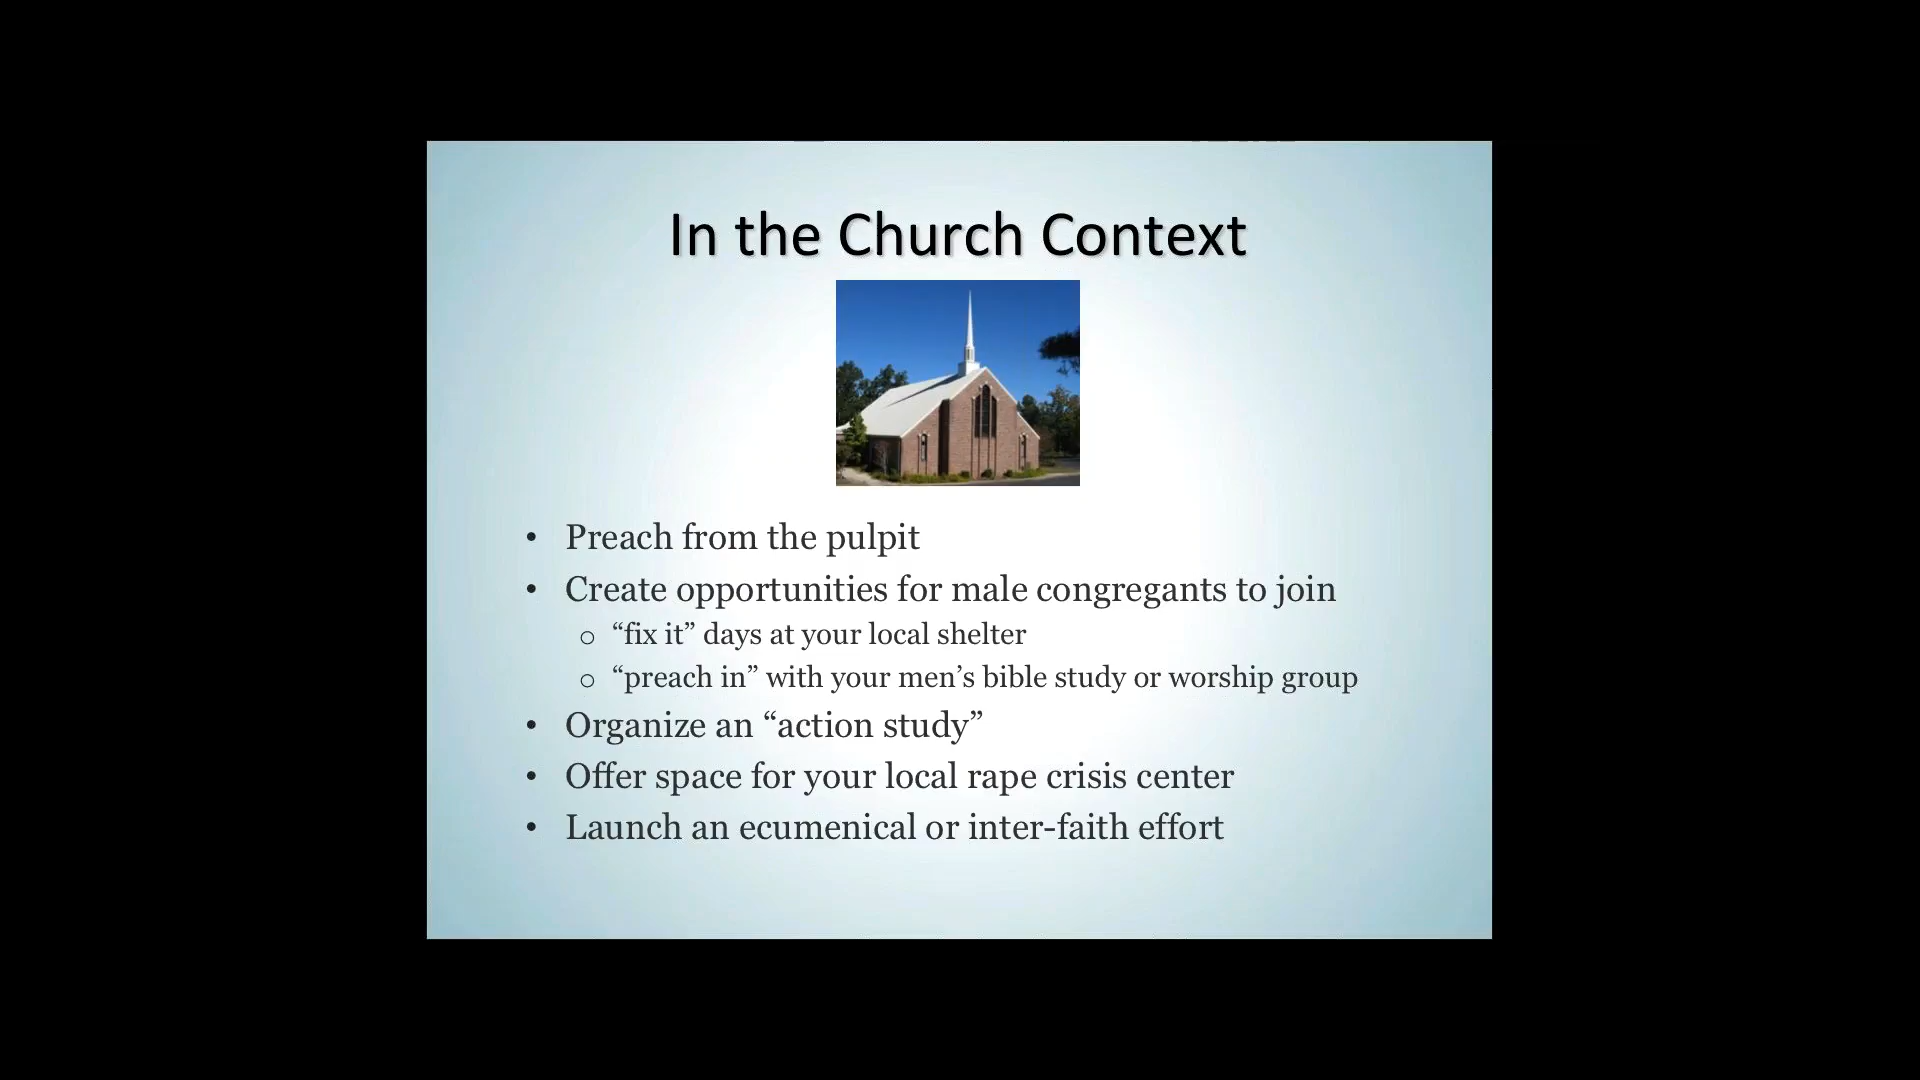 In the Church Context
• Preach from the pulpit
• Create opportunities for male congregants to join
o “fix it” days at your local shelter
o “preach in” with your men’s bible study or worship group
• Organize an “action study”
• Offer space for your local rape crisis center
• Launch an ecumenical or inter-faith effort